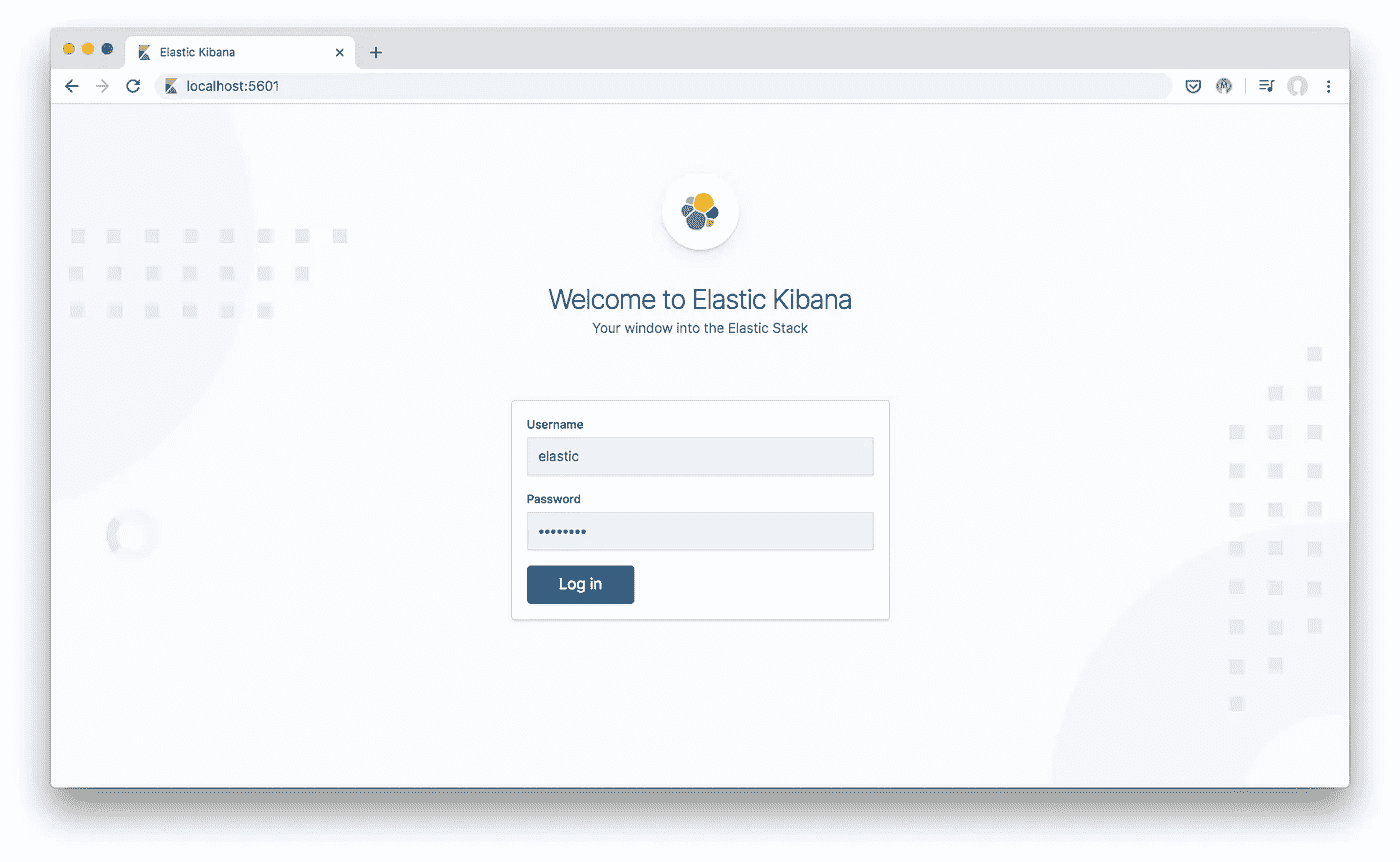 Elastic Kibana
localhost:5601
Welcome to Elastic Kibana
Your window into the Elastic Stack
Username
elastic
Password
••••••••
Log in